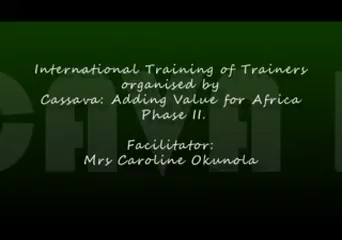 International Training of Trainers
organised by
Cassava: Adding Value for Africa
Phase II.
Facilitator:
Mrs Caroline Okunola